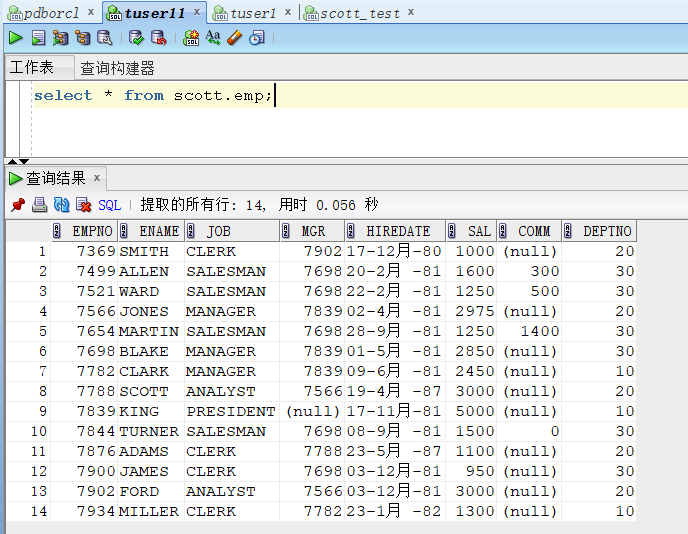 pdborcl x tuser11 x tuser1 x scott_test x
工作表 查询构建器
select * from scott.emp;
查询结果 x
SQL | 提取的所有行: 14, 用时 0.056 秒
EMPNO ENAME JOB MGR HIREDATE SAL COMM DEPTNO
1 7369 SMITH CLERK 7902 17-12月-80 1000 (null) 20
2 7499 ALLEN SALESMAN 7698 20-2月 -81 1600 300 30
3 7521 WARD SALESMAN 7698 22-2月 -81 1250 500 30
4 7566 JONES MANAGER 7839 02-4月 -81 2975 (null) 20
5 7654 MARTIN SALESMAN 7698 28-9月 -81 1250 1400 30
6 7698 BLAKE MANAGER 7839 01-5月 -81 2850 (null) 30
7 7782 CLARK MANAGER 7839 09-6月 -81 2450 (null) 10
8 7788 SCOTT ANALYST 7566 19-4月 -87 3000 (null) 20
9 7839 KING PRESIDENT (null) 17-11月-81 5000 (null) 10
10 7844 TURNER SALESMAN 7698 08-9月 -81 1500 0 30
11 7876 ADAMS CLERK 7788 23-5月 -87 1100 (null) 20
12 7900 JAMES CLERK 7698 03-12月-81 950 (null) 30
13 7902 FORD ANALYST 7566 03-12月-81 3000 (null) 20
14 7934 MILLER CLERK 7782 23-1月 -82 1300 (null) 10